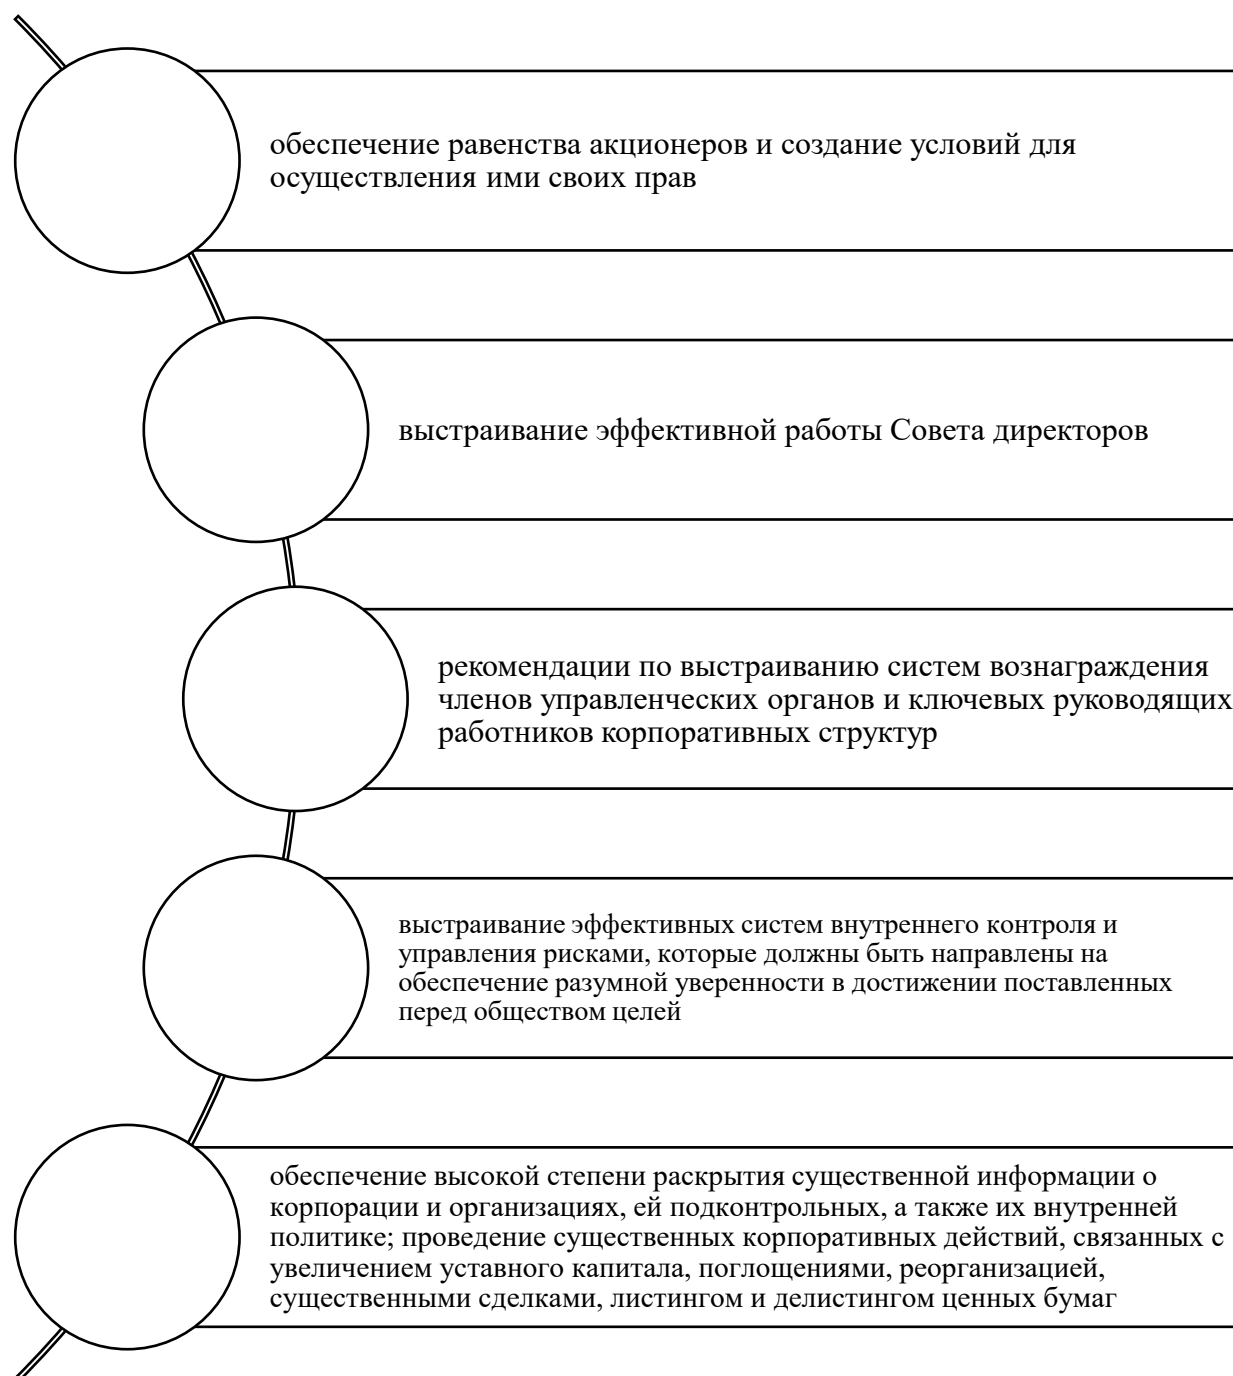 обеспечение равенства акционеров и создание условий для
осуществления ими своих прав
выстраивание эффективной работы Совета директоров
рекомендации по выстраиванию систем вознаграждения
членов управленческих органов и ключевых руководящих
работников корпоративных структур
выстраивание эффективных систем внутреннего контроля и
управления рисками, которые должны быть направлены на
обеспечение разумной уверенности в достижении поставленных
перед обществом целей
обеспечение высокой степени раскрытия существенной информации о
корпорации и организациях, ей подконтрольных, а также их внутренней
политике; проведение существенных корпоративных действий, связанных с
увеличением уставного капитала, поглощениями, реорганизацией,
существенными сделками, листингом и делистингом ценных бумаг